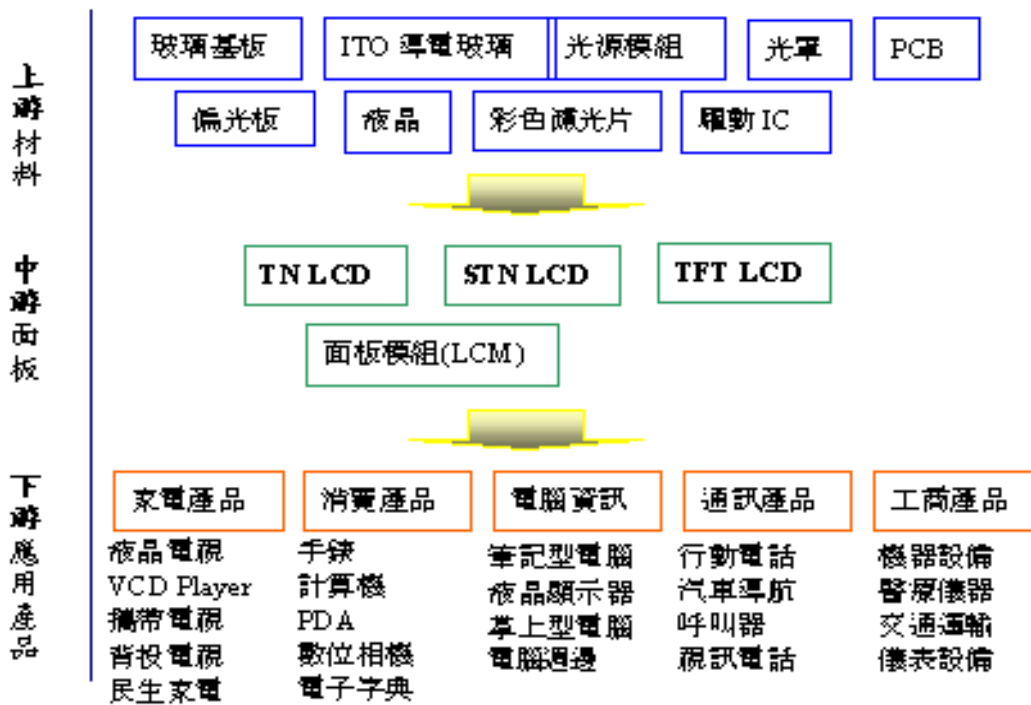 上游材料
玻璃基板
ITO 導電玻璃
光源模組
光罩
PCB
偏光板
液晶
彩色濾光片
驅動 IC
中游面板
TN LCD
STN LCD
TFT LCD
面板模組(LCM)
下游應用產品
家電產品
液晶電視
VCD Player
攜帶電視
背投電視
民生家電
消費產品
手錶
計算機
PDA
數位相機
電子字典
電腦資訊
筆記型電腦
液晶顯示器
掌上型電腦
電腦週邊
通訊產品
行動電話
汽車導航
呼叫器
視訊電話
工商產品
機器設備
醫療儀器
交通運輸
儀表設備